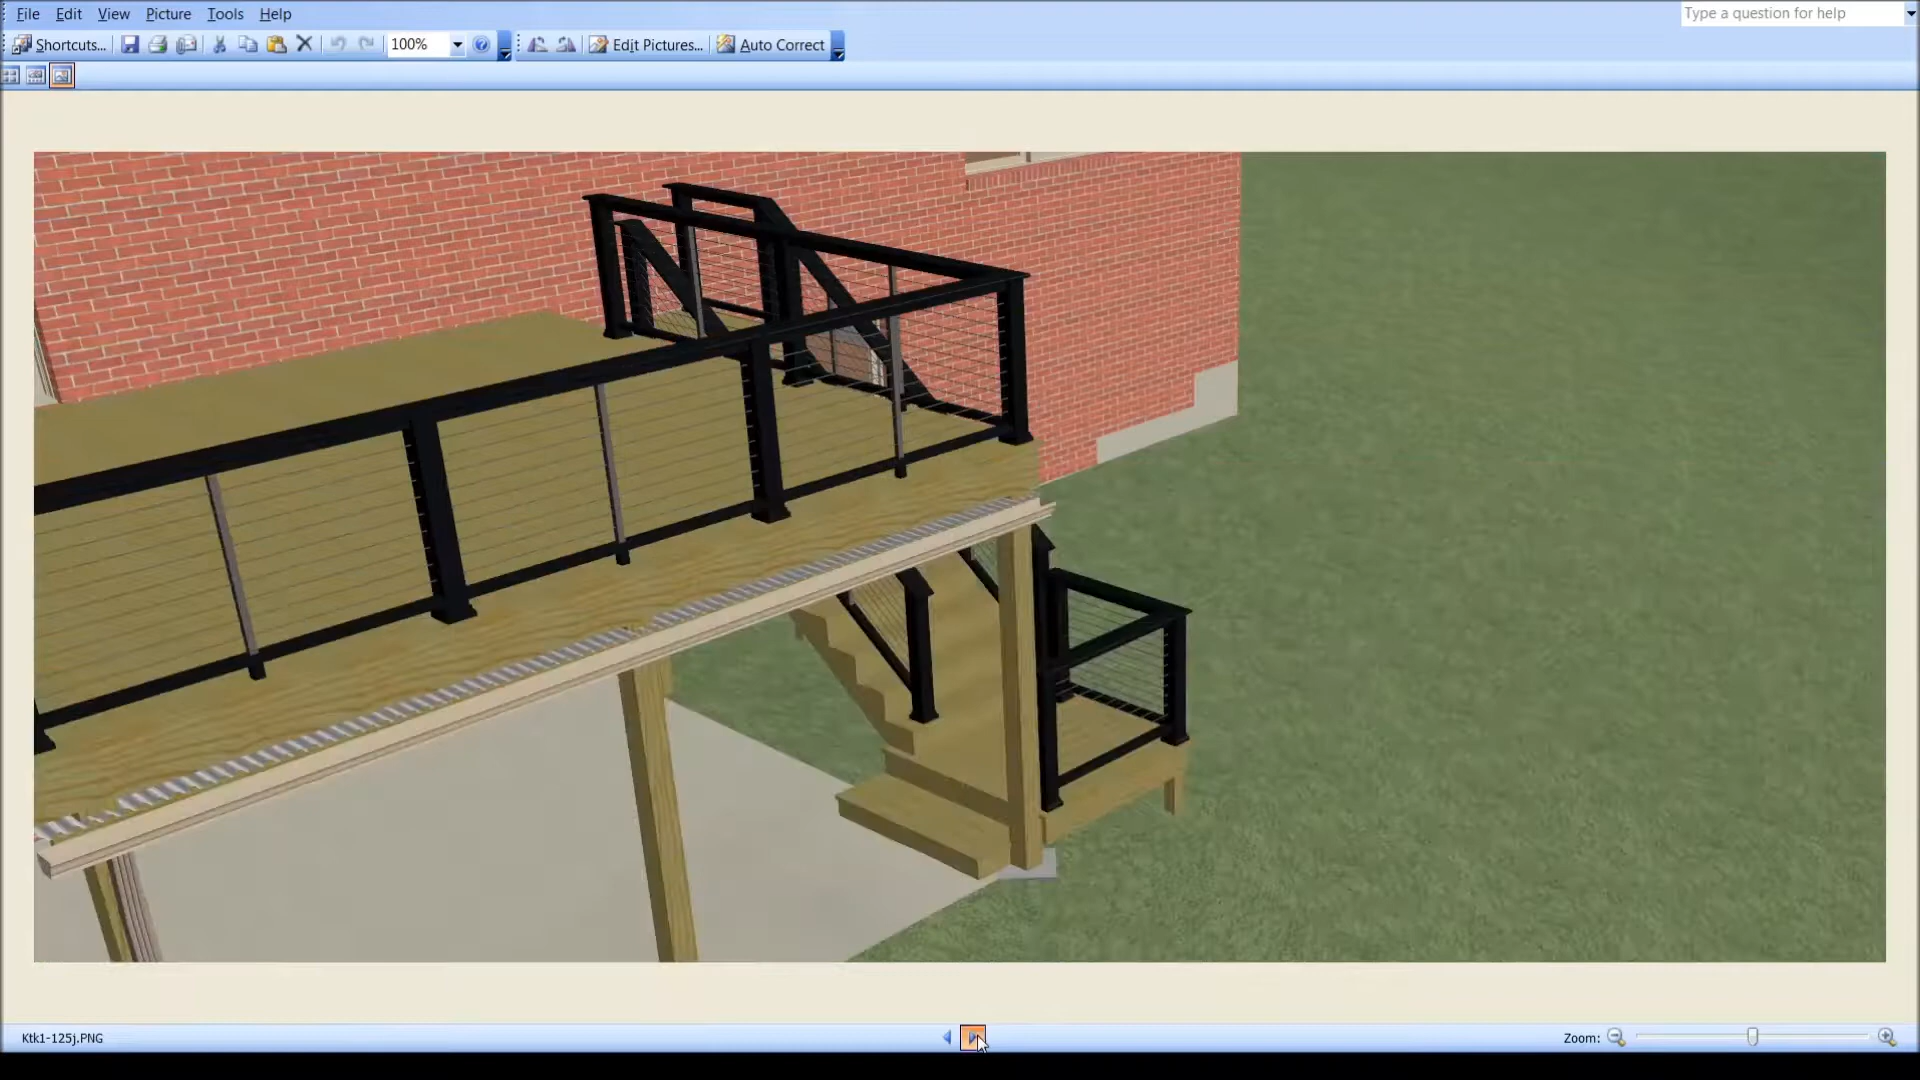 File Edit View Picture Tools Help
Type a question for help
Shortcuts... 100% Edit Pictures... Auto Correct
Ktk1-125j.PNG
Zoom: